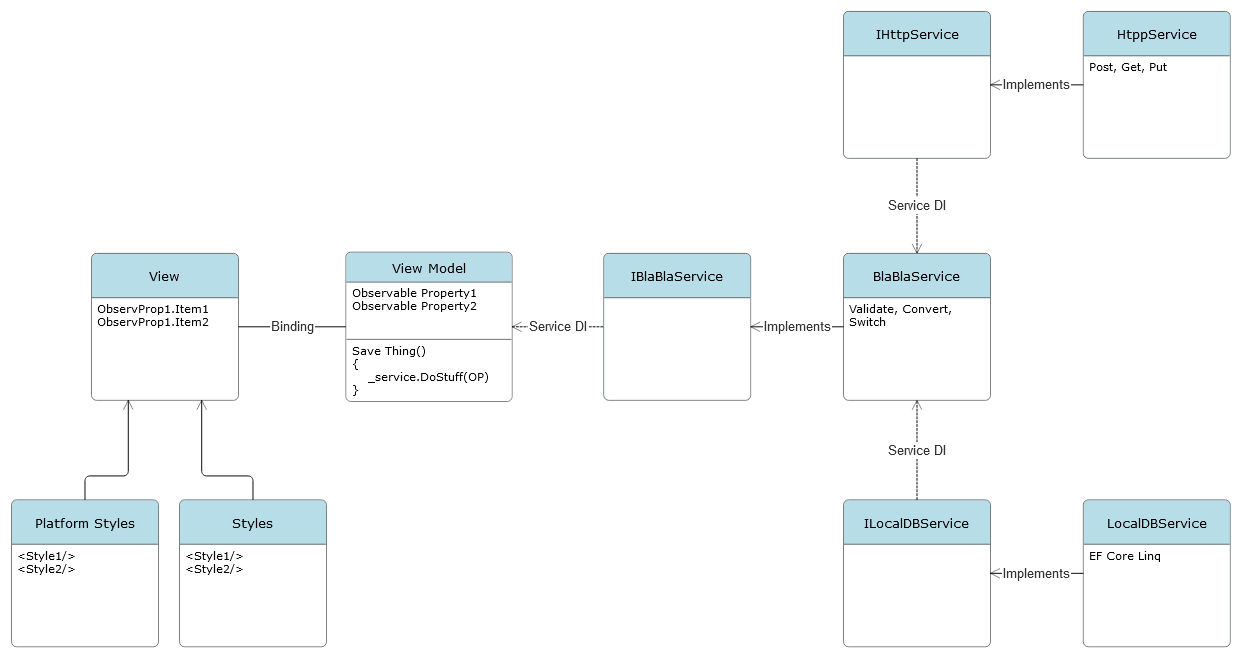 IHttpService
HtppService
Post, Get, Put
Implements
Service DI
View
ObservProp1.Item1
ObservProp1.Item2
Binding
View Model
Observable Property1
Observable Property2
Save Thing()
{
_service.DoStuff(OP)
}
Service DI
IBlaBlaService
Implements
BlaBlaService
Validate, Convert,
Switch
Service DI
Platform Styles
<Style1/>
<Style2/>
Styles
<Style1/>
<Style2/>
ILocalDBService
Implements
LocalDBService
EF Core Linq